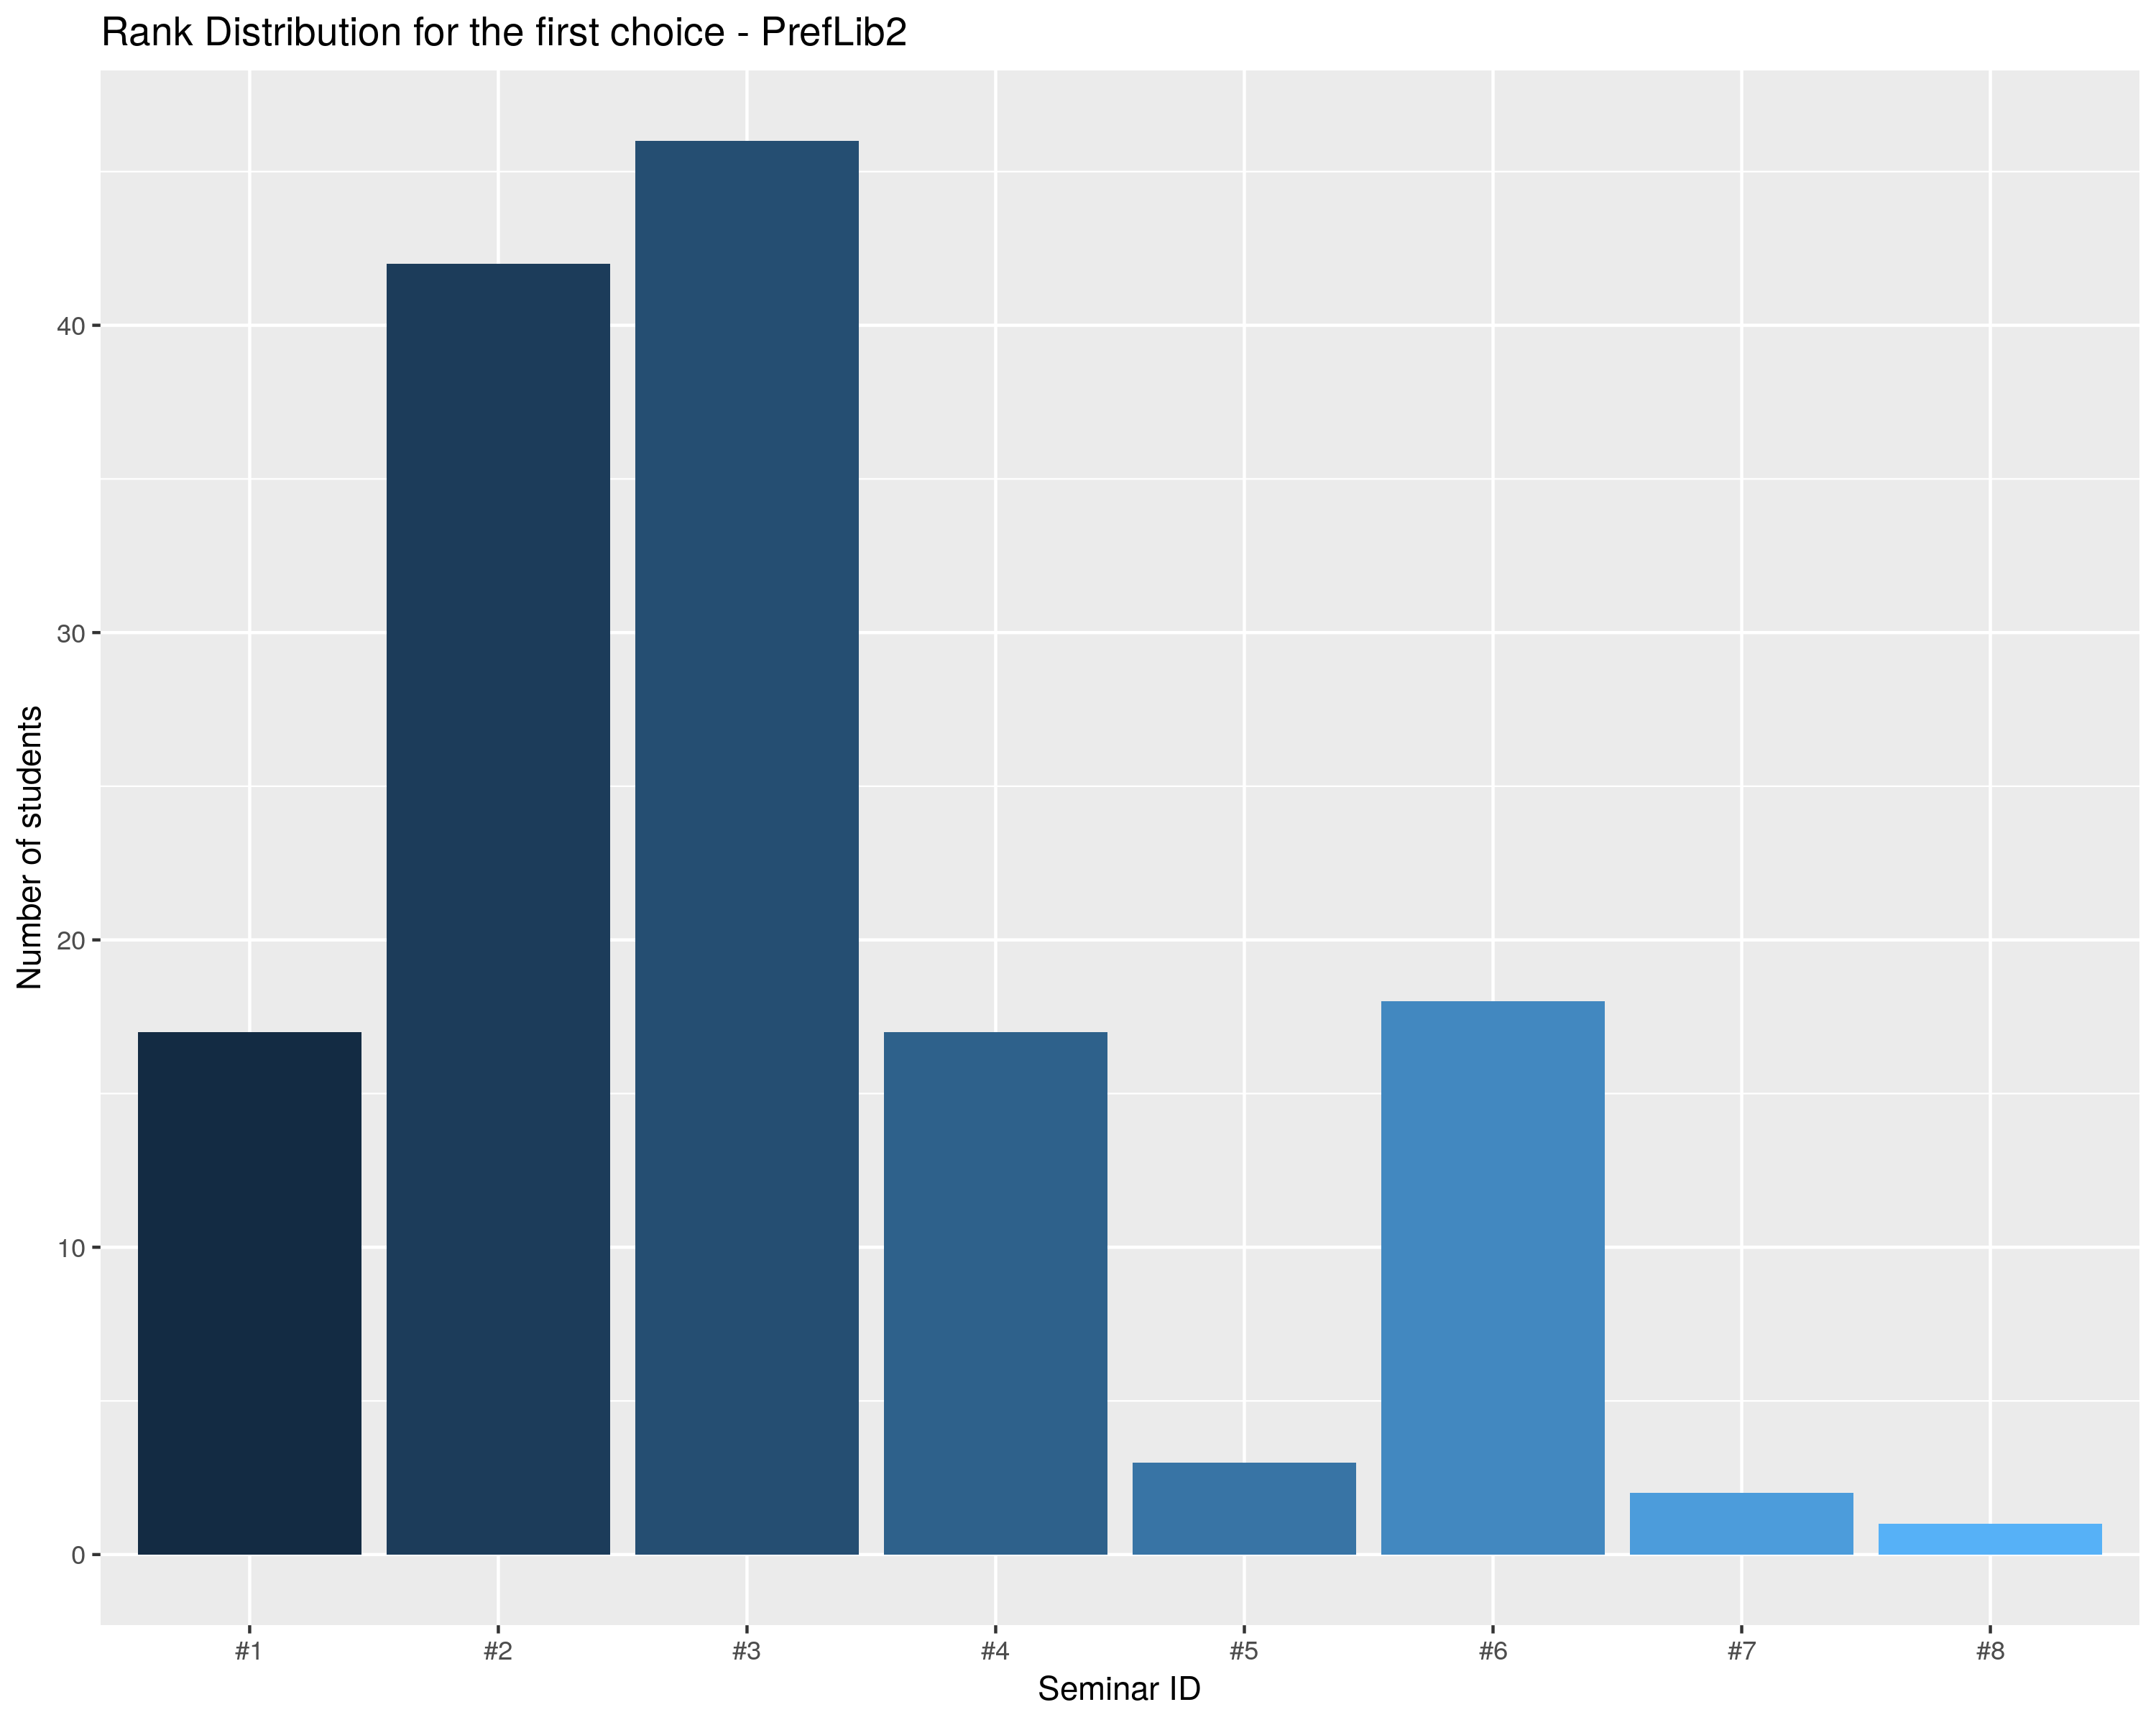 Rank Distribution for the first choice - PrefLib2
Number of students
40
30
20
10
0
#1 #2 #3 #4 #5 #6 #7 #8
Seminar ID